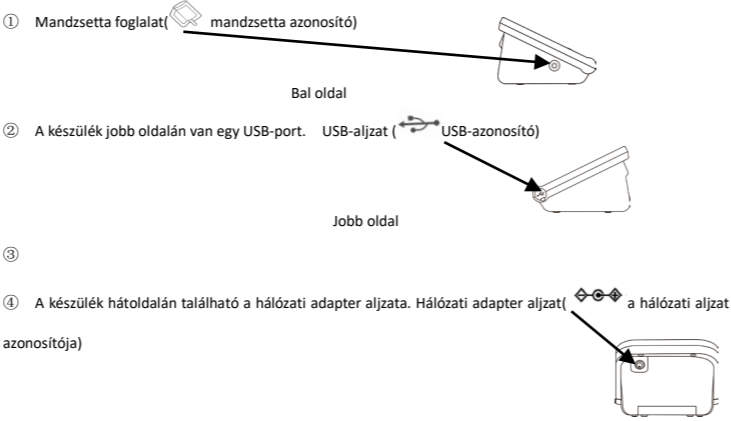 ① Mandzsetta foglalat( mandzsetta azonosító)
Bal oldal
② A készülék jobb oldalán van egy USB-port. USB-aljzat ( USB-azonosító)
Jobb oldal
③
④ A készülék hátoldalán található a hálózati adapter aljzata. Hálózati adapter aljzat( a hálózati aljzat
azonosítója)